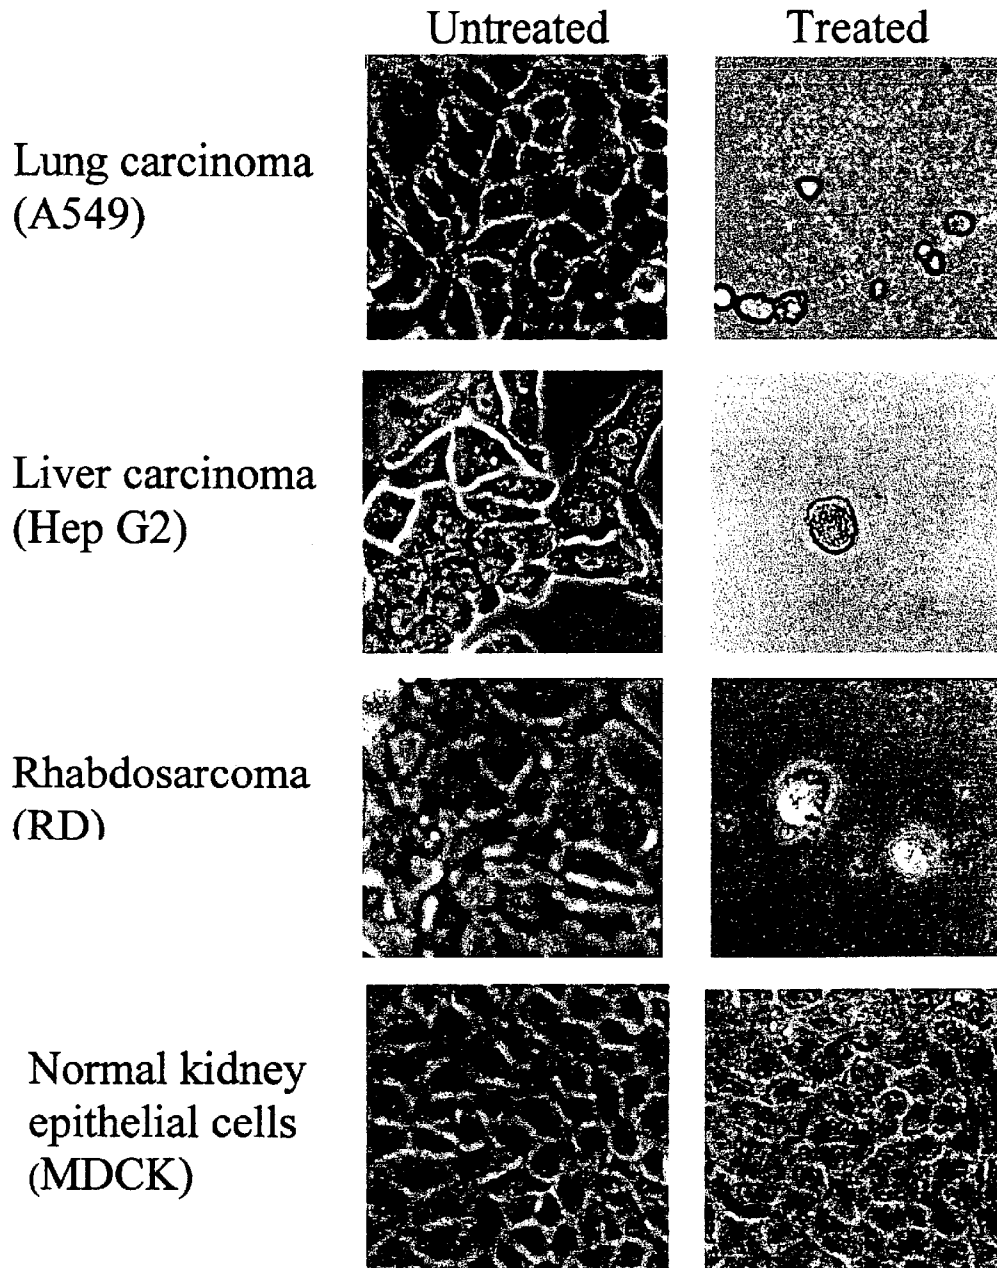 Untreated Treated
Lung carcinoma
(A549)
Liver carcinoma
(Hep G2)
Rhabdosarcoma
(RD)
Normal kidney
epithelial cells
(MDCK)